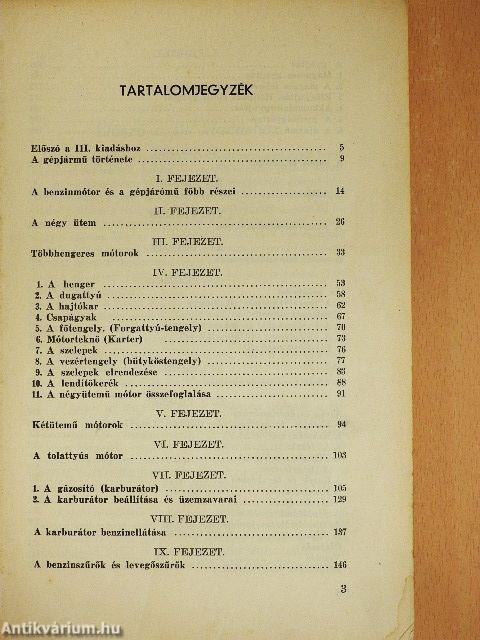 TARTALOMJEGYZÉK
Előszó a III. kiadáshoz 5
A gépjármű története 9
I. FEJEZET.
A benzinmótor és a gépjáromű főbb részei 14
II. FEJEZET.
A négy ütem 26
III. FEJEZET.
Többhengeres mótorok 33
IV. FEJEZET.
1. A henger 53
2. A dugattyú 58
3. A hajtókar 62
4. Csapágyak 67
5. A főtengely. (Forgattyú-tengely) 70
6. Mótorteknő (Karter) 73
7. A szelepek 76
8. A vezértengely (bütyköstengely) 77
9. A szelepek elrendezése 83
10. A lendítőkerék 88
11. A négyütemű mótor összefoglalása 91
V. FEJEZET.
Kétütemű mótorok 94
VI. FEJEZET.
A tolattyús mótor 103
VII. FEJEZET.
1. A gázosító (karburátor) 105
2. A karburátor beállítása és üzemzavarai 129
VIII. FEJEZET.
A karburátor benzinellátása 137
IX. FEJEZET.
A benzinszűrők és levegőszűrők 146
3
Antikvárium.hu